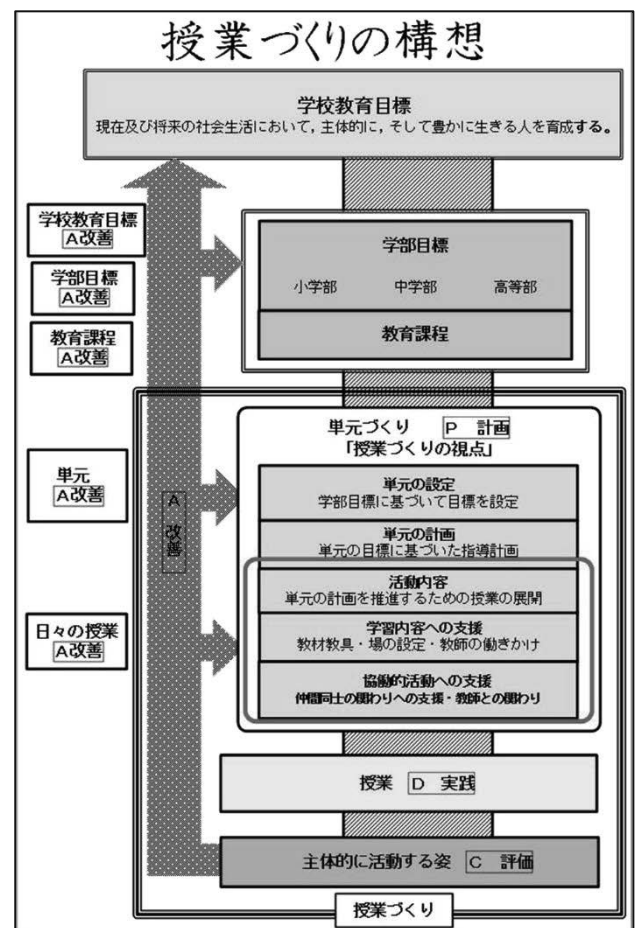 授業づくりの構想
学校教育目標
現在及び将来の社会生活において，主体的に，そして豊かに生きる人を育成する。
学校教育目標
A改善
学部目標
A改善
教育課程
A改善
学部目標
小学部 中学部 高等部
教育課程
単元づくり P 計画
「授業づくりの視点」
単元
A改善
A
改
善
単元の設定
学部目標に基づいて目標を設定
単元の計画
単元の目標に基づいた指導計画
活動内容
単元の計画を推進するための授業の展開
日々の授業
A改善
学習内容への支援
教材教具・場の設定・教師の働きかけ
協働的活動への支援
仲間同士の関わりへの支援・教師との関わり
授業 D 実践
主体的に活動する姿 C 評価
授業づくり